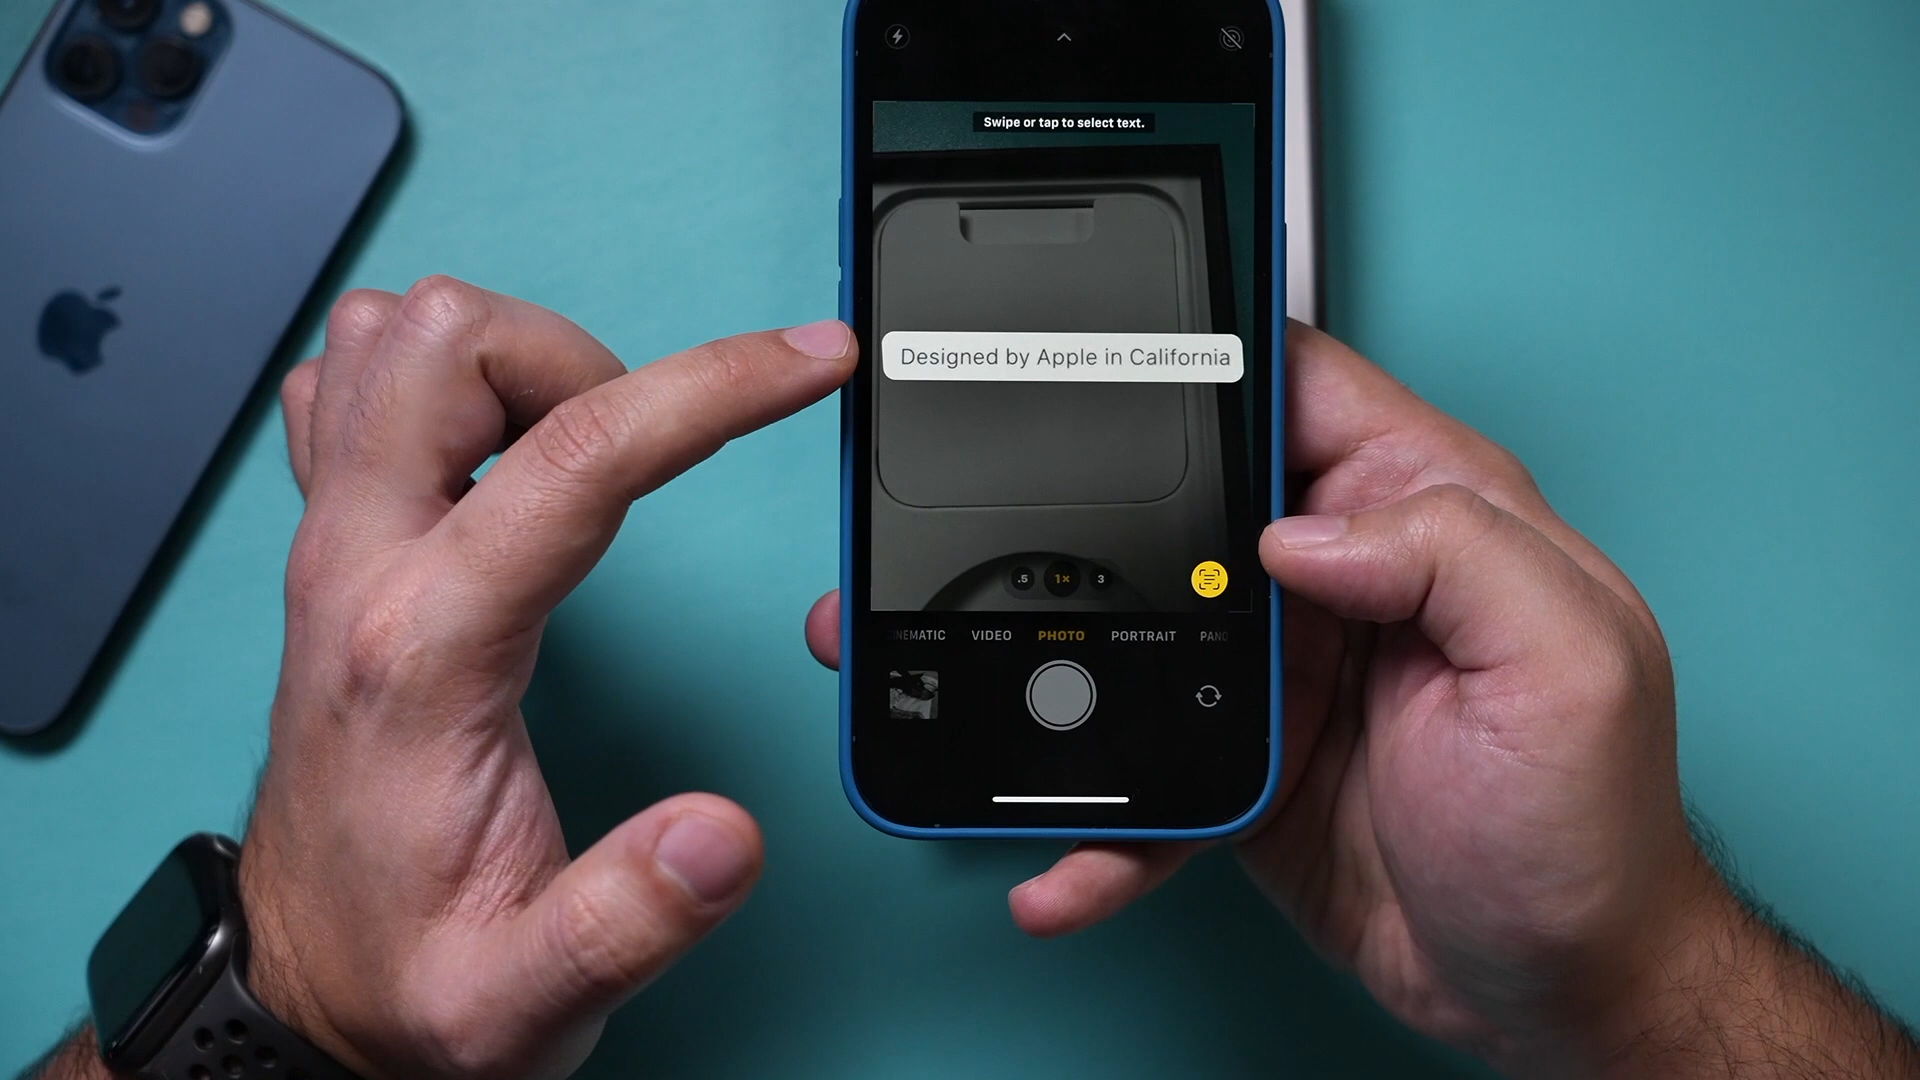 Swipe or tap to select text.
Designed by Apple in California
.5 1× 3
NEMATIC VIDEO PHOTO PORTRAIT PANO